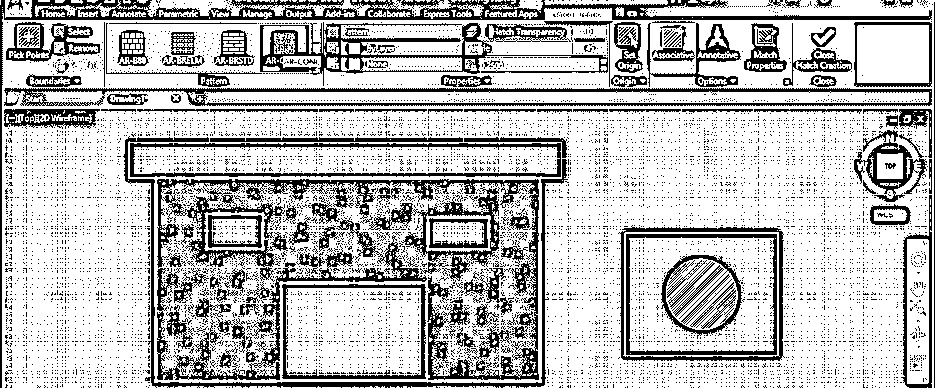 Home Insert Annotate Parametric View Manage Output Add-ins Collaborate Express Tools Featured Apps
Pick Points
Select
Remove
Boundaries
AR-B88 AR-BRELM AR-BRSTD AR-CONC
Pattern
Pattern
ByLayer
None
Hatch Transparency
Angle
Properties
Set Origin
Origin
Associative
Annotative
Match Properties
Options
Close Hatch Creation
Close
Start
Drawing1
[−][Top][2D Wireframe]
TOP
WCS